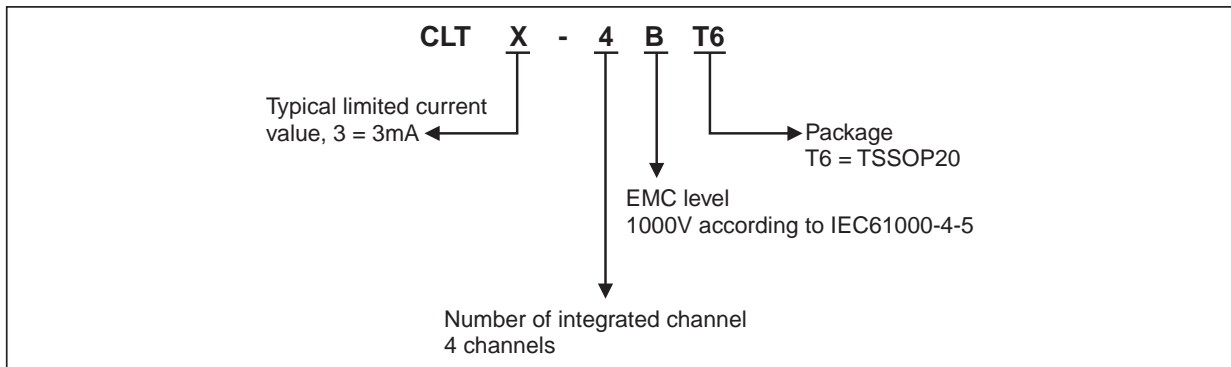 CLT X - 4 B T6
Typical limited current
value, 3 = 3mA
Package
T6 = TSSOP20
EMC level
1000V according to IEC61000-4-5
Number of integrated channel
4 channels